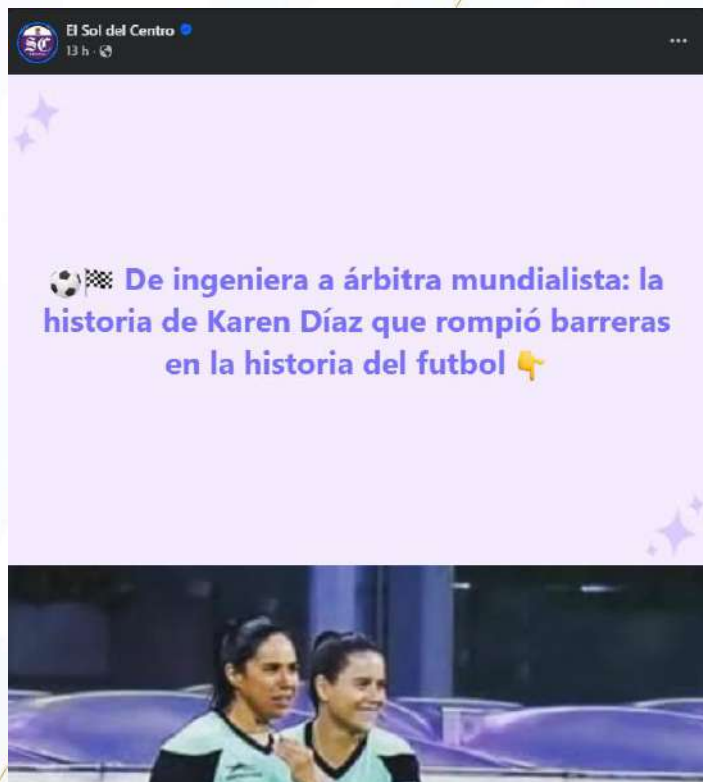 El Sol del Centro
13 h
⚽🏁 De ingeniera a árbitra mundialista: la
historia de Karen Díaz que rompió barreras
en la historia del futbol 👇